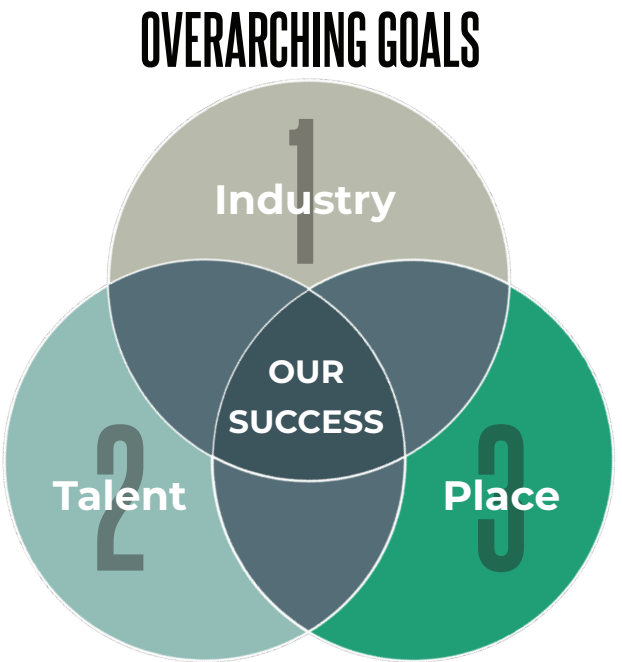 OVERARCHING GOALS
1
Industry
OUR
SUCCESS
2
Talent
3
Place